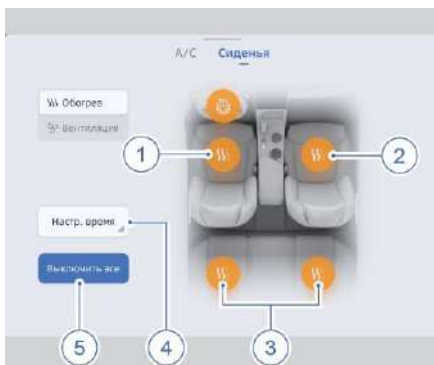 A/C Сиденья
Обогрев
Вентиляция
1
2
Настр. время
Выключить все
5
4
3